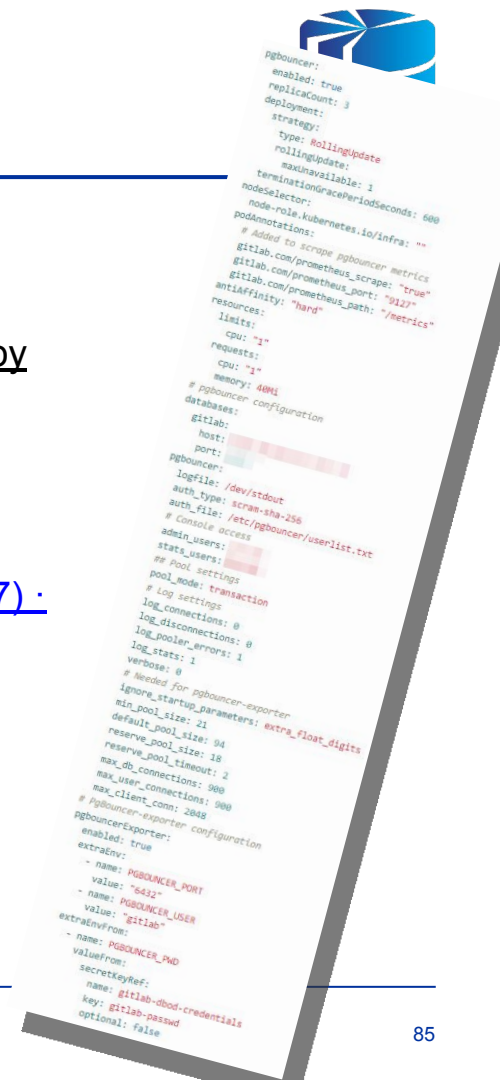 pgbouncer:
enabled: true
replicaCount: 3
deployment:
strategy:
type: RollingUpdate
rollingUpdate:
maxUnavailable: 1
terminationGracePeriodSeconds: 600
nodeSelector:
node-role.kubernetes.io/infra: ""
podAnnotations:
# Added to scrape pgbouncer metrics
gitlab.com/prometheus_scrape: "true"
gitlab.com/prometheus_port: "9127"
gitlab.com/prometheus_path: "/metrics"
antiAffinity: "hard"
resources:
limits:
cpu: "1"
requests:
cpu: "1"
memory: 40Mi
# pgbouncer configuration
databases:
gitlab:
host:
port:
pgbouncer:
logfile: /dev/stdout
auth_type: scram-sha-256
auth_file: /etc/pgbouncer/userlist.txt
# Console access
admin_users:
stats_users:
## Pool settings
pool_mode: transaction
# Log settings
log_connections: 0
log_disconnections: 0
log_pooler_errors: 1
log_stats: 1
verbose: 0
# Needed for pgbouncer-exporter
ignore_startup_parameters: extra_float_digits
min_pool_size: 21
default_pool_size: 94
reserve_pool_size: 18
reserve_pool_timeout: 2
max_db_connections: 900
max_user_connections: 900
max_client_conn: 2048
# PgBouncer-exporter configuration
pgbouncerExporter:
enabled: true
extraEnv:
- name: PGBOUNCER_PORT
value: "6432"
- name: PGBOUNCER_USER
value: "gitlab"
extraEnvFrom:
- name: PGBOUNCER_PWD
valueFrom:
secretKeyRef:
name: gitlab-dbod-credentials
key: gitlab-passwd
optional: false
7) ·
85